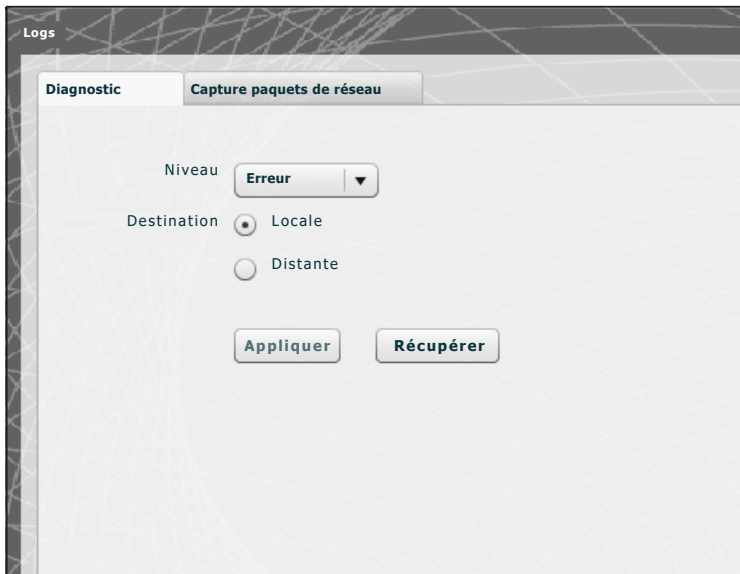 Logs
Diagnostic
Capture paquets de réseau
Niveau
Erreur
Destination
Locale
Distante
Appliquer
Récupérer